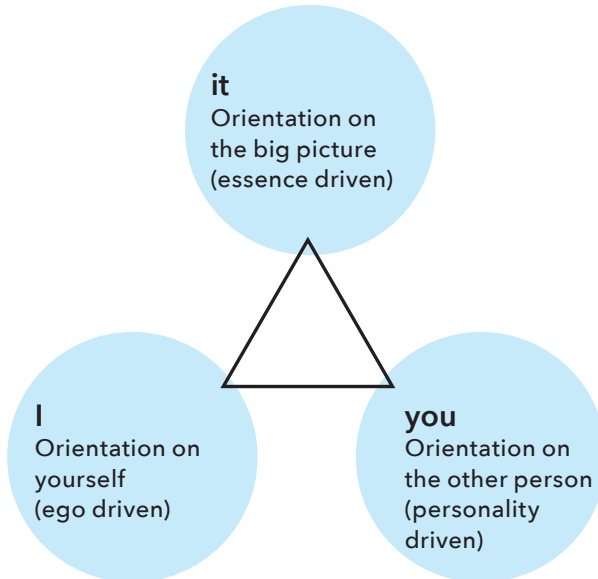 it
Orientation on
the big picture
(essence driven)
I
Orientation on
yourself
(ego driven)
you
Orientation on
the other person
(personality
driven)